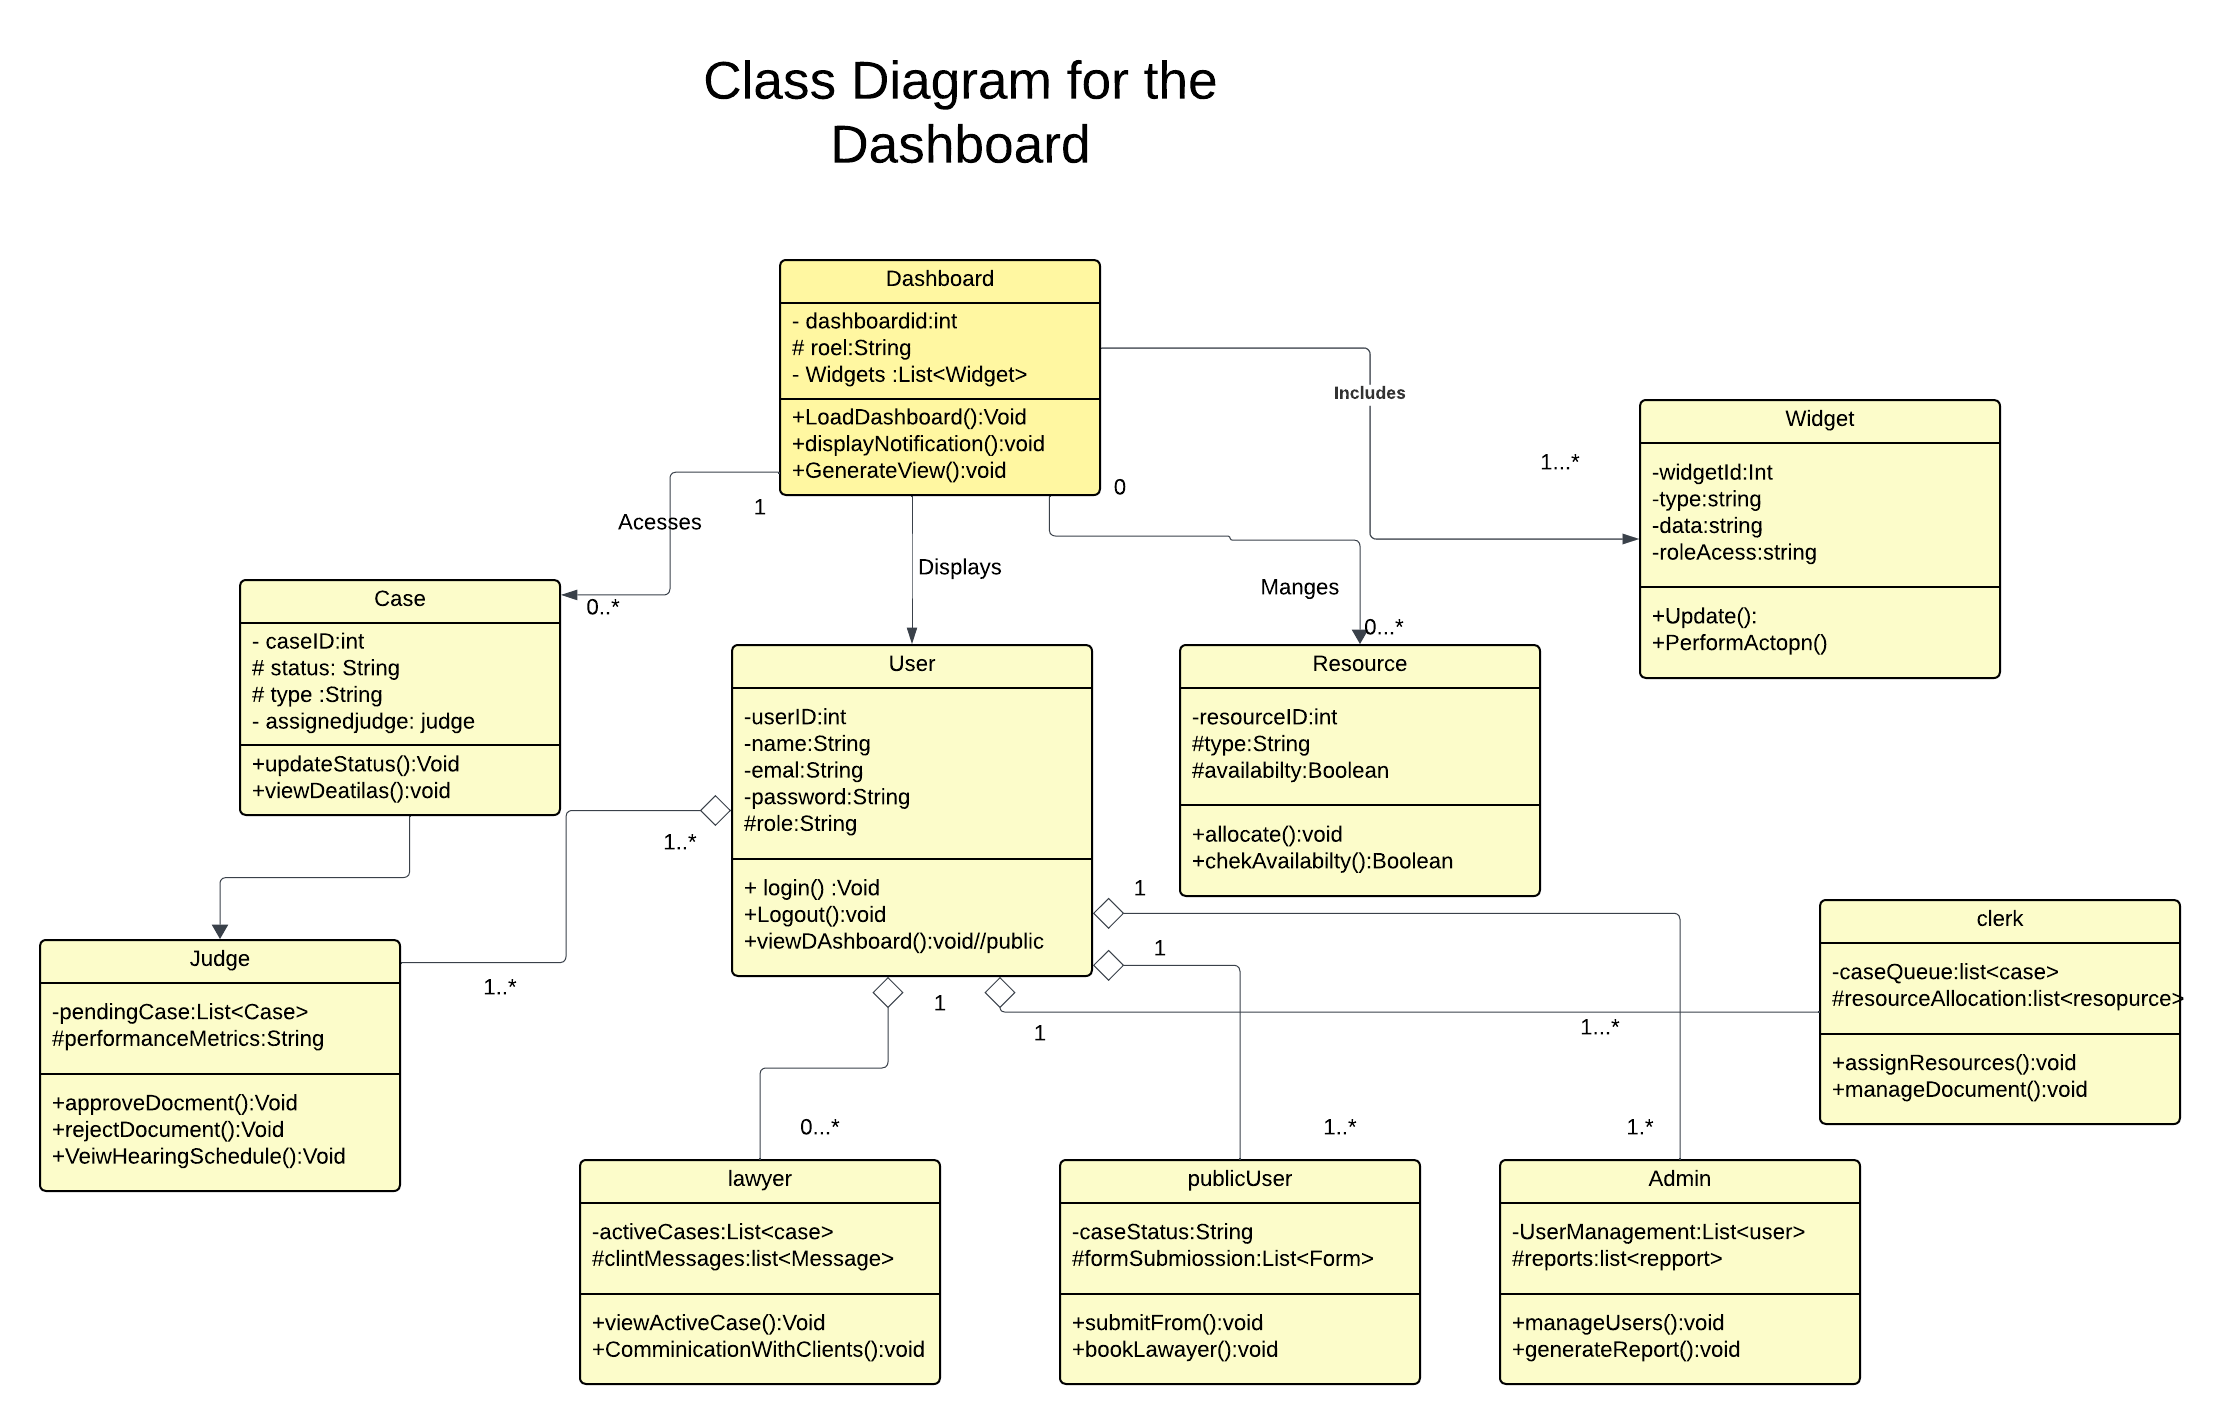 Class Diagram for the
Dashboard
Dashboard
- dashboardid:int
# roel:String
- Widgets :List<Widget>
+LoadDashboard():Void
+displayNotification():void
+GenerateView():void
Includes
1...*
Widget
-widgetId:Int
-type:string
-data:string
-roleAcess:string
+Update():
+PerformActopn()
0
1
Acesses
0..*
Displays
Manges
0...*
Case
- caseID:int
# status: String
# type :String
- assignedjudge: judge
+updateStatus():Void
+viewDeatilas():void
User
-userID:int
-name:String
-emal:String
-password:String
#role:String
+ login() :Void
+Logout():void
+viewDAshboard():void//public
Resource
-resourceID:int
#type:String
#availabilty:Boolean
+allocate():void
+chekAvailabilty():Boolean
1..*
1..*
1
1
1
1
1...*
0...*
1..*
1.*
Judge
-pendingCase:List<Case>
#performanceMetrics:String
+approveDocment():Void
+rejectDocument():Void
+VeiwHearingSchedule():Void
clerk
-caseQueue:list<case>
#resourceAllocation:list<resopurce>
+assignResources():void
+manageDocument():void
lawyer
-activeCases:List<case>
#clintMessages:list<Message>
+viewActiveCase():Void
+ComminicationWithClients():void
publicUser
-caseStatus:String
#formSubmiossion:List<Form>
+submitFrom():void
+bookLawayer():void
Admin
-UserManagement:List<user>
#reports:list<repport>
+manageUsers():void
+generateReport():void